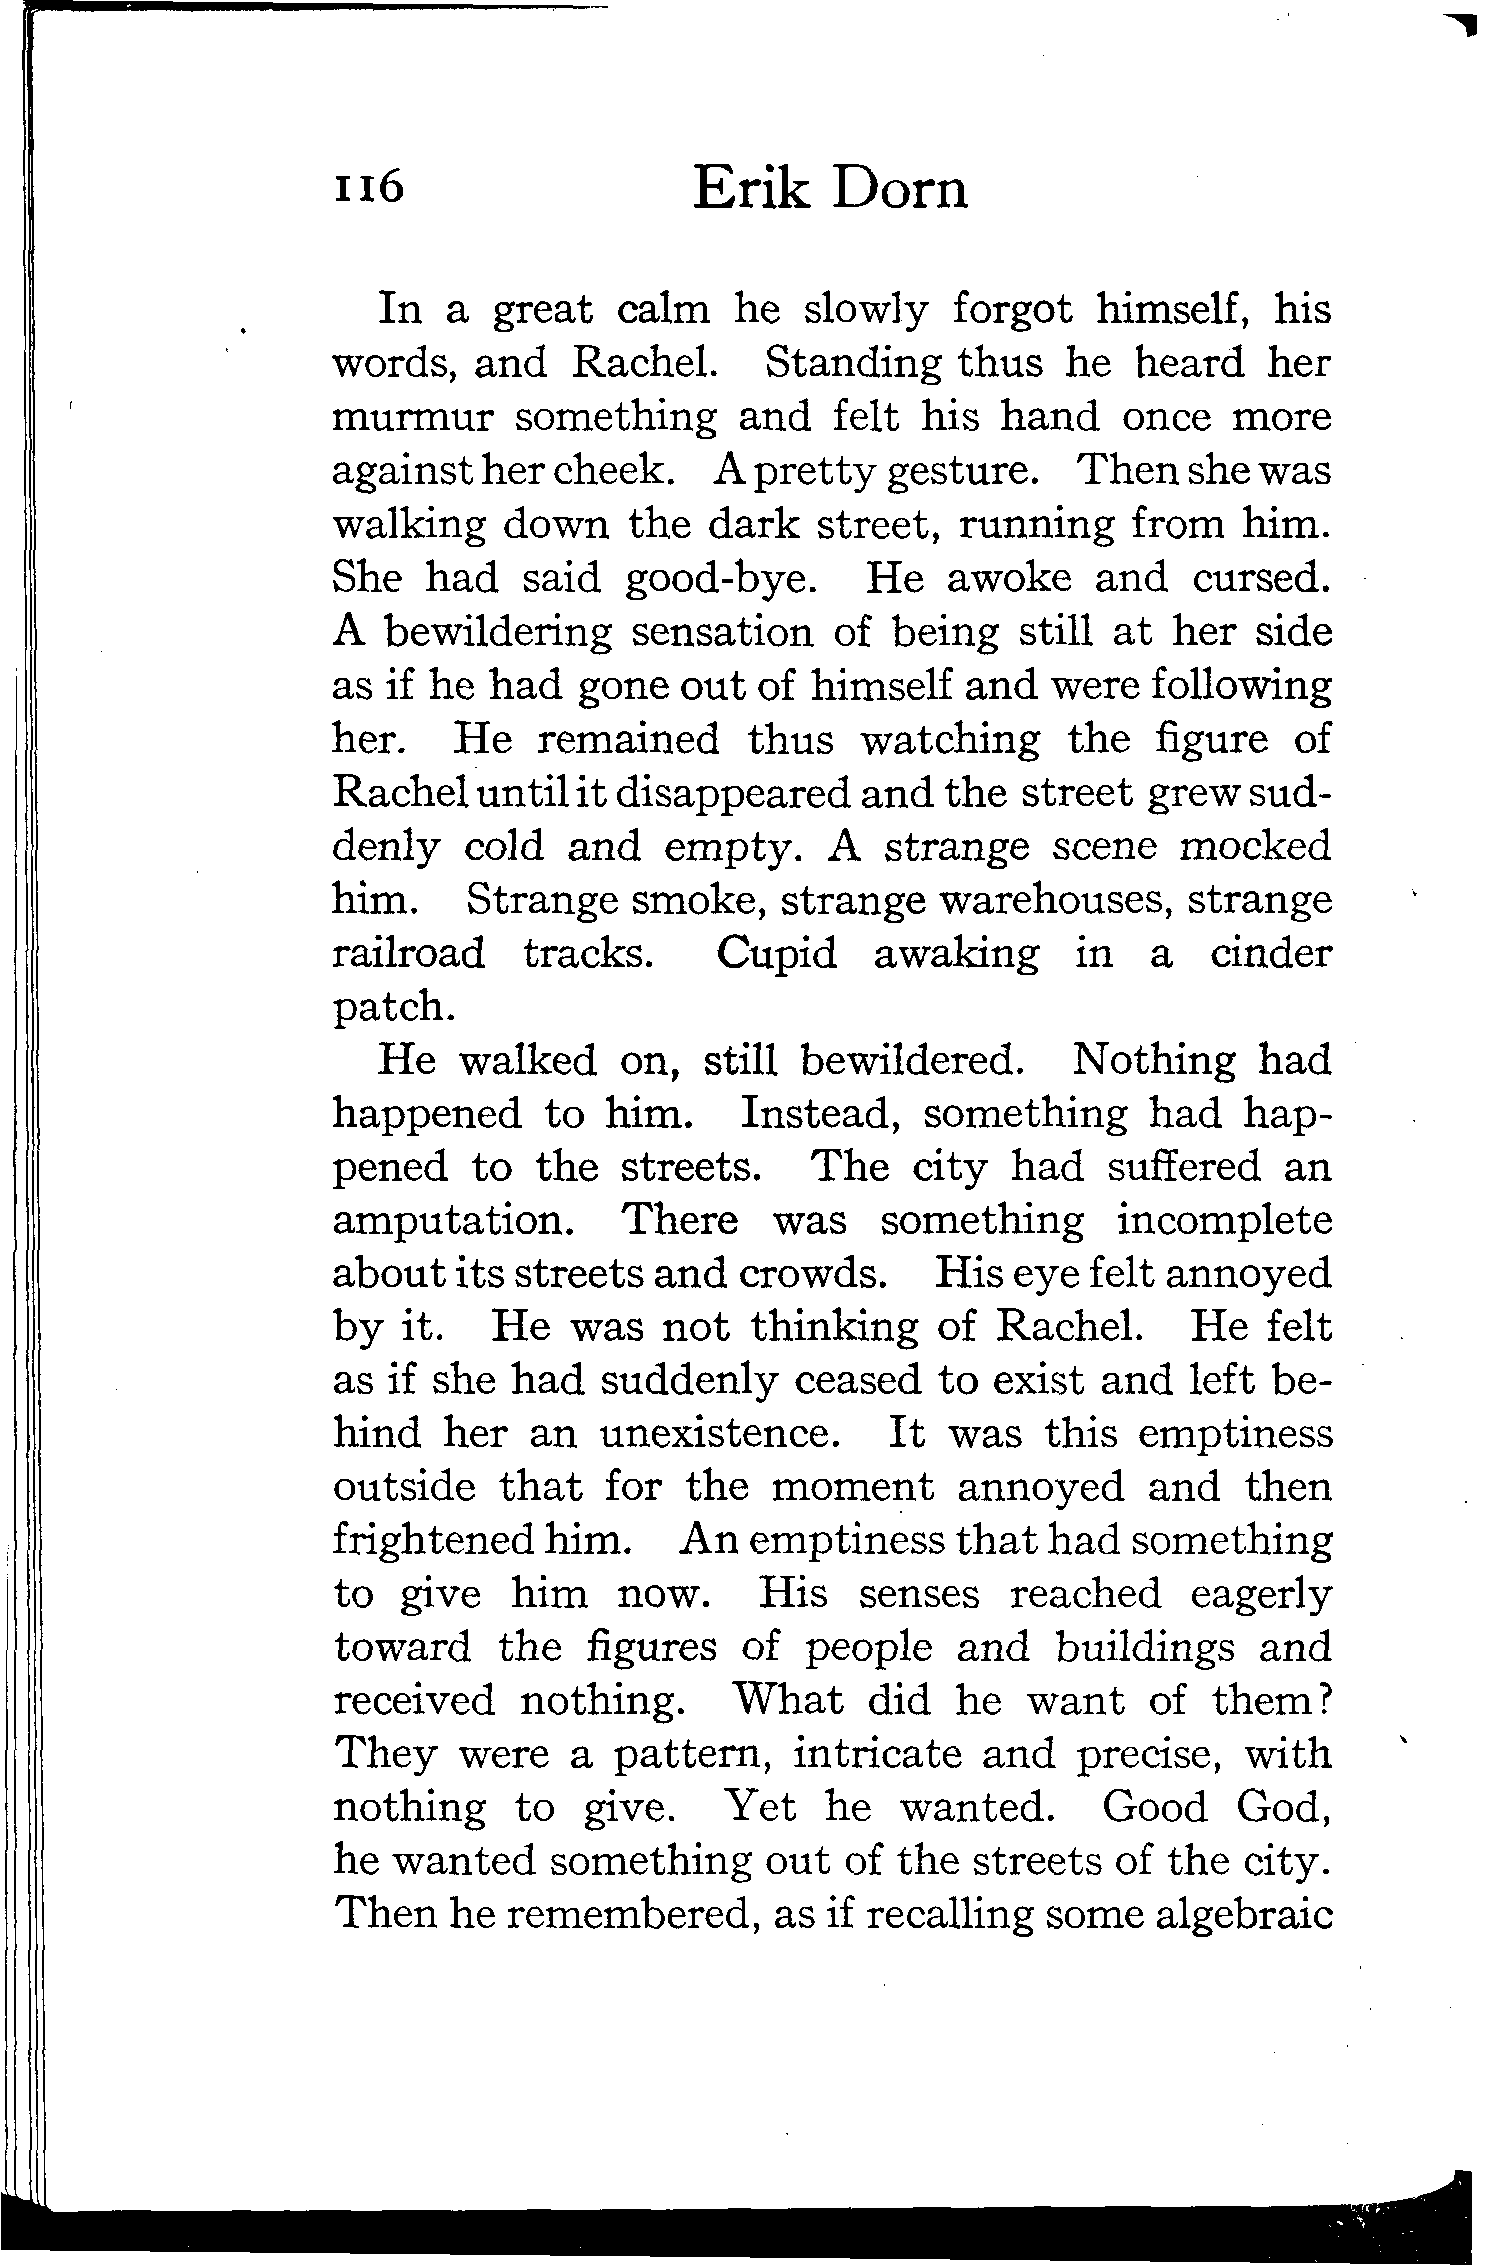 116 Erik Dorn
In a great calm he slowly forgot himself, his
words, and Rachel. Standing thus he heard her
murmur something and felt his hand once more
against her cheek. A pretty gesture. Then she was
walking down the dark street, running from him.
She had said good-bye. He awoke and cursed.
A bewildering sensation of being still at her side
as if he had gone out of himself and were following
her. He remained thus watching the figure of
Rachel until it disappeared and the street grew sud-
denly cold and empty. A strange scene mocked
him. Strange smoke, strange warehouses, strange
railroad tracks. Cupid awaking in a cinder
patch.
He walked on, still bewildered. Nothing had
happened to him. Instead, something had hap-
pened to the streets. The city had suffered an
amputation. There was something incomplete
about its streets and crowds. His eye felt annoyed
by it. He was not thinking of Rachel. He felt
as if she had suddenly ceased to exist and left be-
hind her an unexistence. It was this emptiness
outside that for the moment annoyed and then
frightened him. An emptiness that had something
to give him now. His senses reached eagerly
toward the figures of people and buildings and
received nothing. What did he want of them?
They were a pattern, intricate and precise, with
nothing to give. Yet he wanted. Good God,
he wanted something out of the streets of the city.
Then he remembered, as if recalling some algebraic